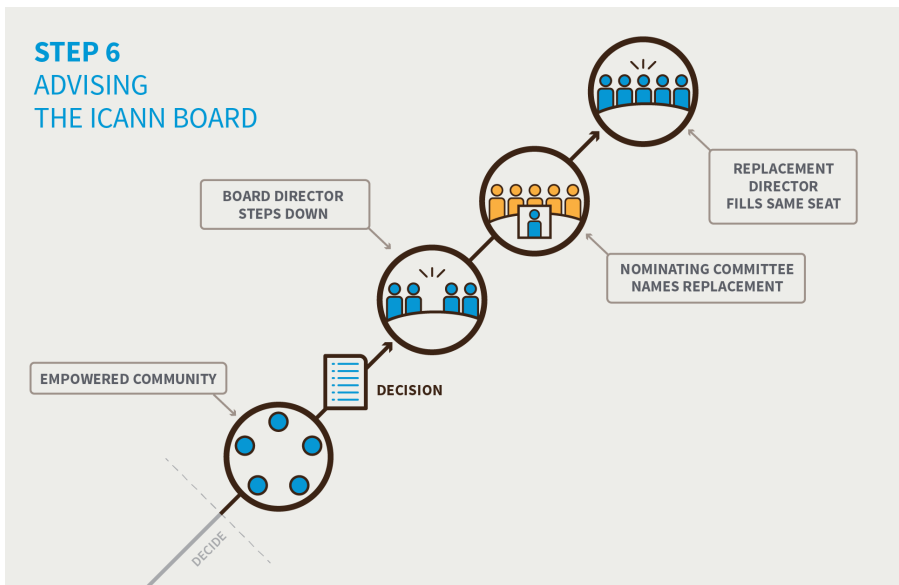 STEP 6
ADVISING
THE ICANN BOARD
REPLACEMENT
DIRECTOR
FILLS SAME SEAT
BOARD DIRECTOR
STEPS DOWN
NOMINATING COMMITTEE
NAMES REPLACEMENT
EMPOWERED COMMUNITY
DECISION
DECIDE